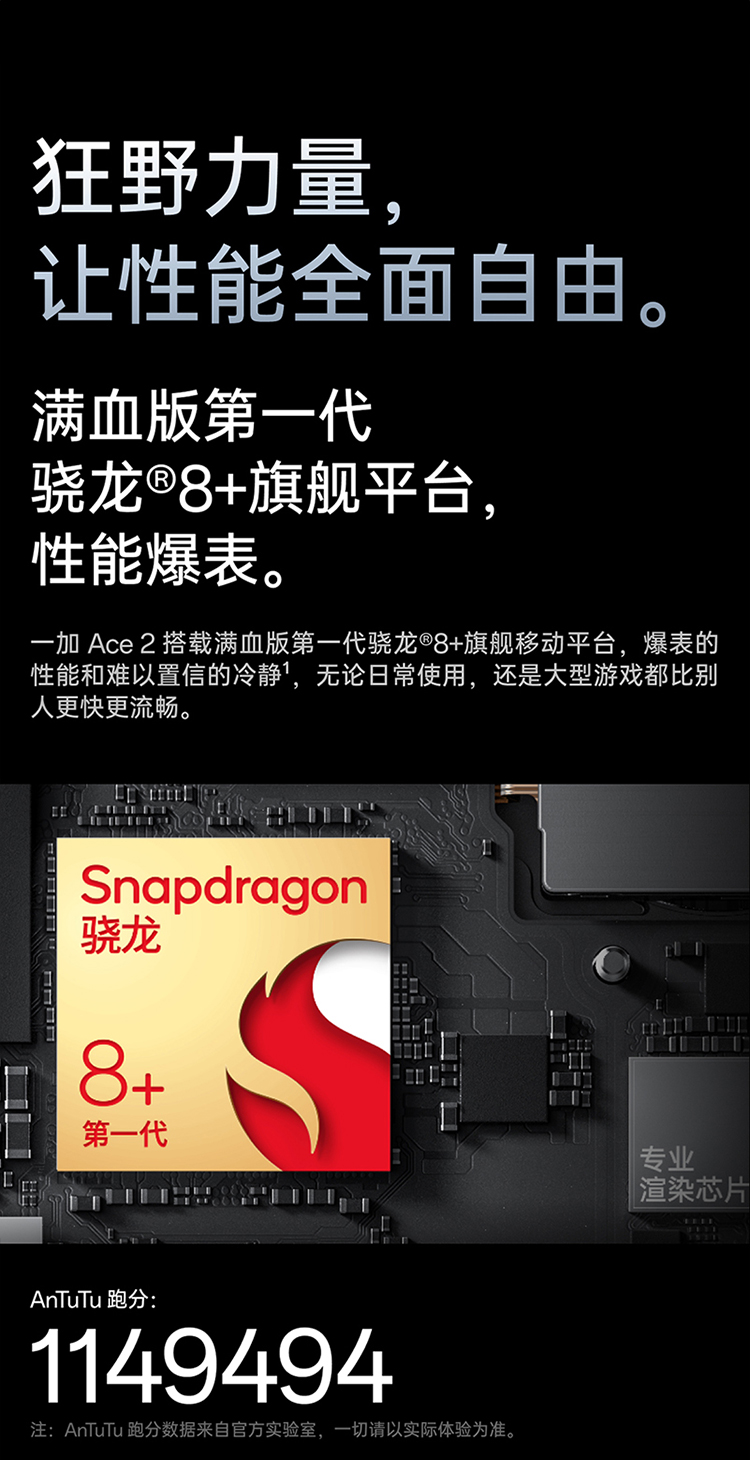 狂野力量，
让性能全面自由。
满血版第一代
骁龙®8+旗舰平台，
性能爆表。
一加 Ace 2 搭载满血版第一代骁龙®8+旗舰移动平台，爆表的
性能和难以置信的冷静¹，无论日常使用，还是大型游戏都比别
人更快更流畅。
Snapdragon
骁龙
8+
第一代
专业
渲染芯片
AnTuTu 跑分：
1149494
注：AnTuTu 跑分数据来自官方实验室，一切请以实际体验为准。